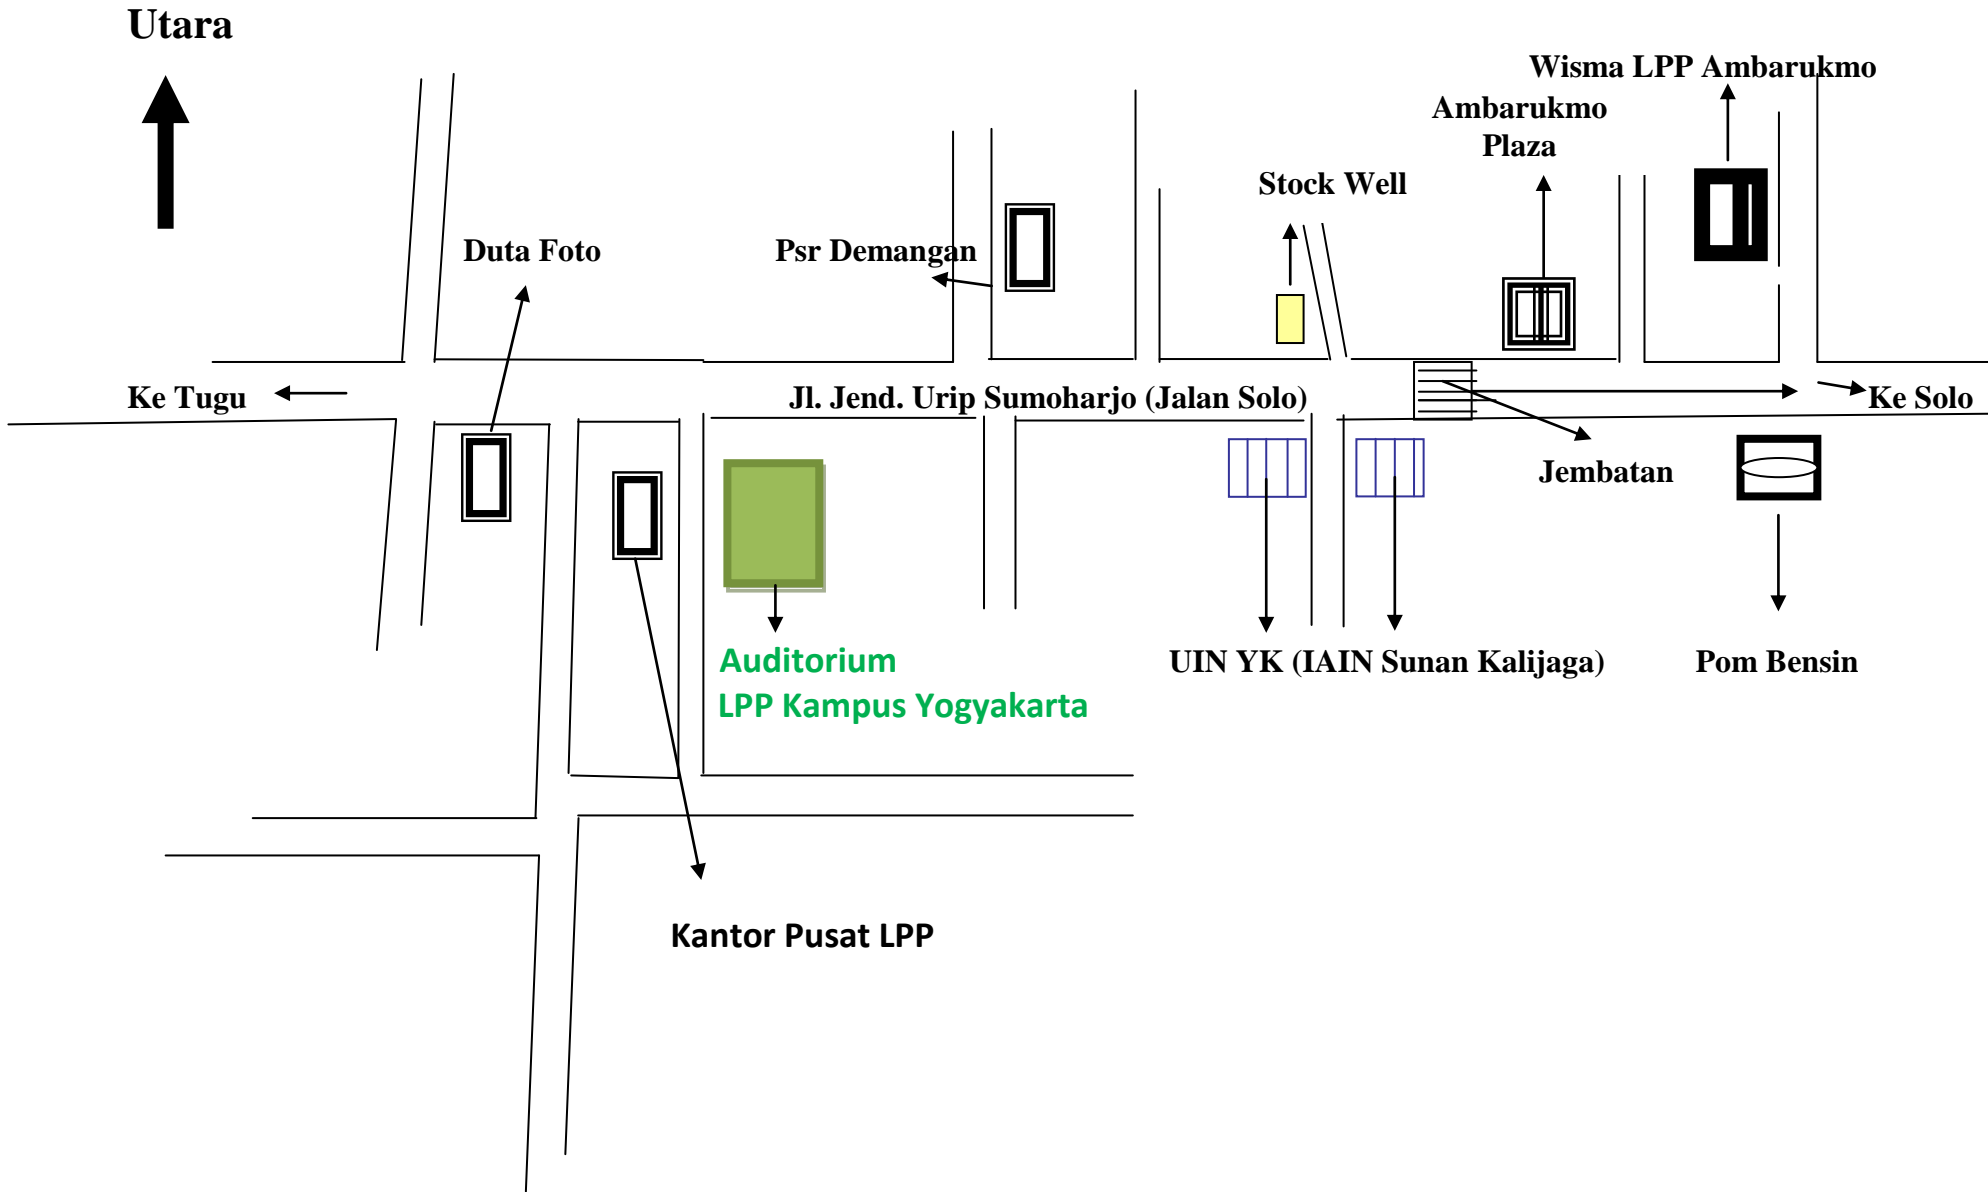 Utara
Wisma LPP Ambarukmo
Ambarukmo
Plaza
Stock Well
Duta Foto
Psr Demangan
Ke Tugu
Jl. Jend. Urip Sumoharjo (Jalan Solo)
Ke Solo
Jembatan
Auditorium
LPP Kampus Yogyakarta
UIN YK (IAIN Sunan Kalijaga)
Pom Bensin
Kantor Pusat LPP